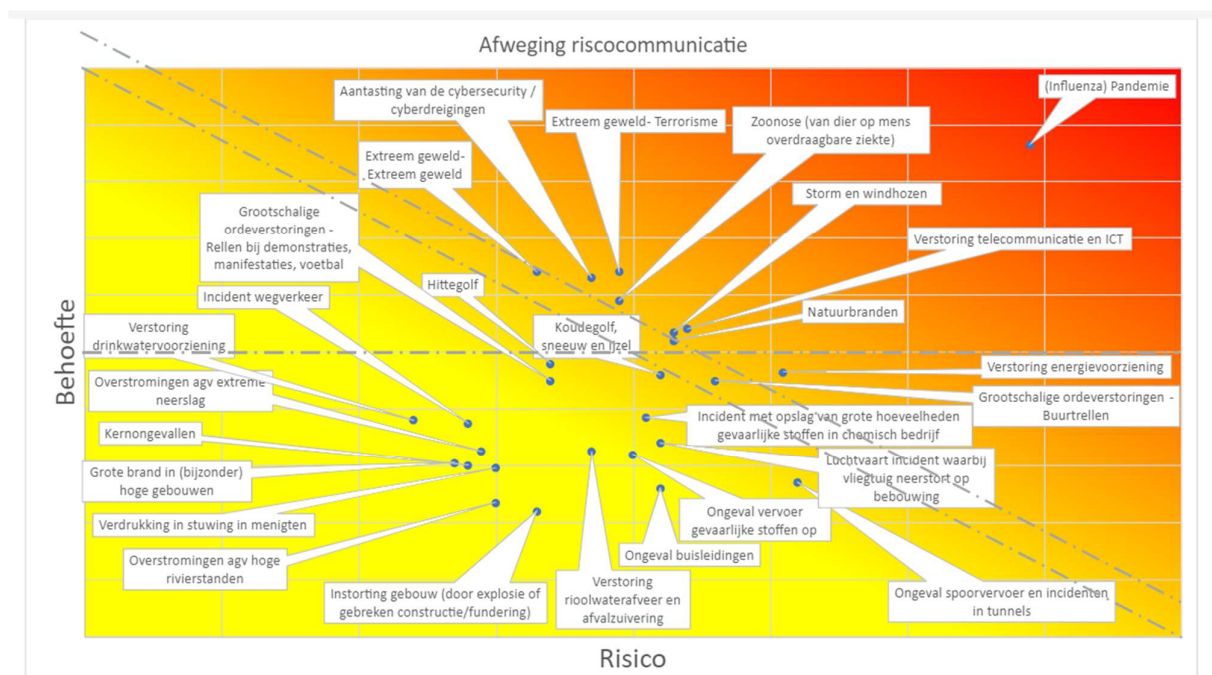 Afweging riscocommunicatie
Aantasting van de cybersecurity /
cyberdreigingen
(Influenza) Pandemie
Extreem geweld- Terrorisme
Zoonose (van dier op mens
overdraagbare ziekte)
Extreem geweld-
Extreem geweld
Storm en windhozen
Grootschalige
ordeverstoringen -
Rellen bij demonstraties,
manifestaties, voetbal
Verstoring telecommunicatie en ICT
Hittegolf
Incident wegverkeer
Natuurbranden
Koudegolf,
sneeuw en ijzel
Verstoring
drinkwatervoorziening
Verstoring energievoorziening
Overstromingen agv extreme
neerslag
Grootschalige ordeverstoringen -
Buurtrellen
Incident met opslag van grote hoeveelheden
gevaarlijke stoffen in chemisch bedrijf
Kernongevallen
Luchtvaart incident waarbij
vliegtuig neerstort op
bebouwing
Grote brand in (bijzonder)
hoge gebouwen
Ongeval vervoer
gevaarlijke stoffen op
Verdrukking in stuwing in menigten
Ongeval buisleidingen
Overstromingen agv hoge
rivierstanden
Instorting gebouw (door explosie of
gebreken constructie/fundering)
Verstoring
rioolwaterafveer en
afvalzuivering
Ongeval spoorvervoer en incidenten
in tunnels
Behoefte
Risico